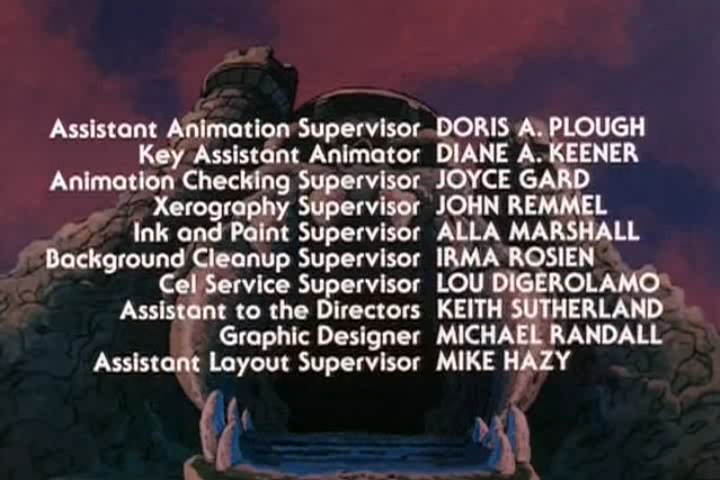 Assistant Animation Supervisor DORIS A. PLOUGH
Key Assistant Animator DIANE A. KEENER
Animation Checking Supervisor JOYCE GARD
Xerography Supervisor JOHN REMMEL
Ink and Paint Supervisor ALLA MARSHALL
Background Cleanup Supervisor IRMA ROSIEN
Cel Service Supervisor LOU DIGEROLAMO
Assistant to the Directors KEITH SUTHERLAND
Graphic Designer MICHAEL RANDALL
Assistant Layout Supervisor MIKE HAZY